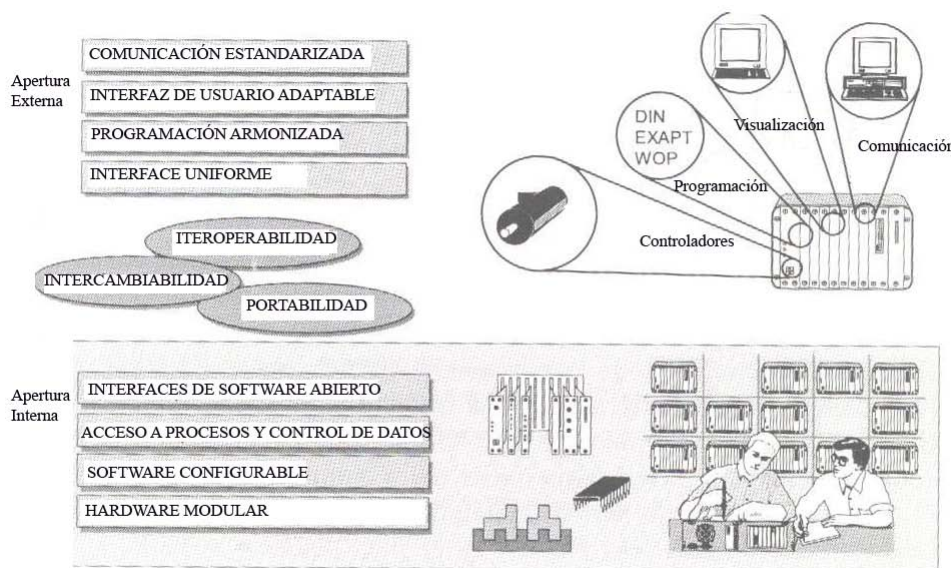 Apertura
Externa
COMUNICACIÓN ESTANDARIZADA
INTERFAZ DE USUARIO ADAPTABLE
PROGRAMACIÓN ARMONIZADA
INTERFACE UNIFORME
ITEROPERABILIDAD
INTERCAMBIABILIDAD
PORTABILIDAD
DIN
EXAPT
WOP
Visualización
Comunicación
Programación
Controladores
Apertura
Interna
INTERFACES DE SOFTWARE ABIERTO
ACCESO A PROCESOS Y CONTROL DE DATOS
SOFTWARE CONFIGURABLE
HARDWARE MODULAR